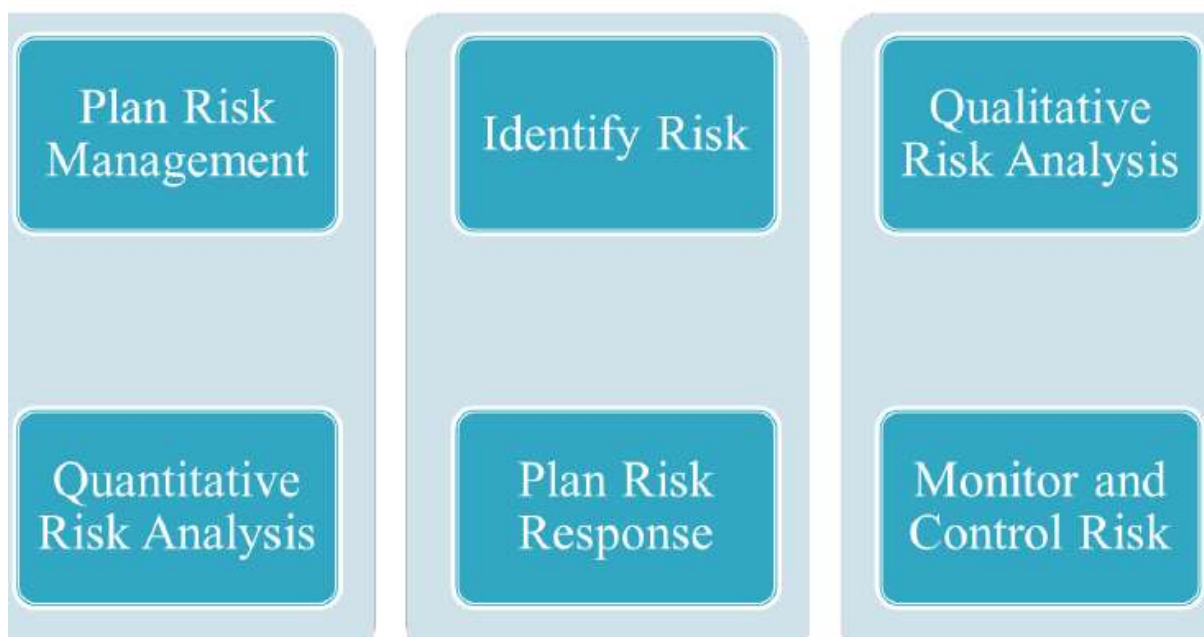 Plan Risk
Management
Identify Risk
Qualitative
Risk Analysis
Quantitative
Risk Analysis
Plan Risk
Response
Monitor and
Control Risk